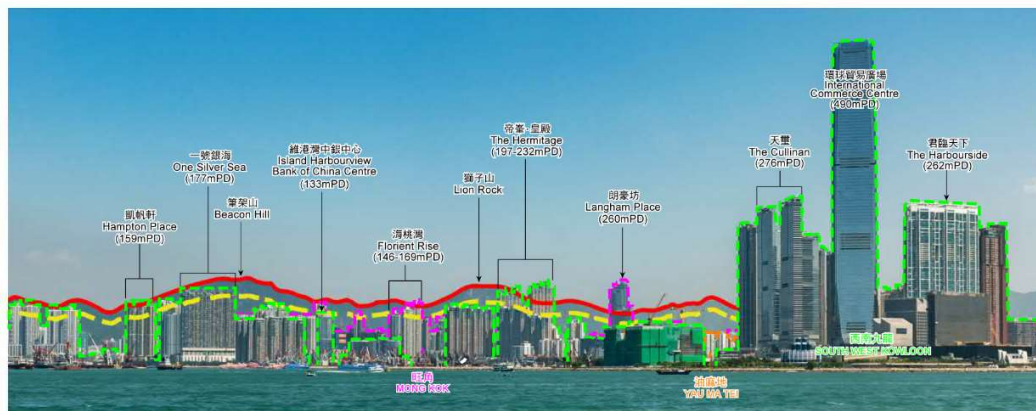 環球貿易廣場
International
Commerce Centre
(490mPD)
帝峯‧皇殿
The Hermitage
(197-232mPD)
天璽
The Cullinan
(276mPD)
君臨天下
The Harbourside
(262mPD)
一號銀海
One Silver Sea
(177mPD)
維港灣中銀中心
Island Harbourview
Bank of China Centre
(133mPD)
獅子山
Lion Rock
朗豪坊
Langham Place
(260mPD)
筆架山
Beacon Hill
凱帆軒
Hampton Place
(159mPD)
海桃灣
Florient Rise
(146-169mPD)
西南九龍
SOUTH WEST KOWLOON
旺角
MONG KOK
油麻地
YAU MA TEI